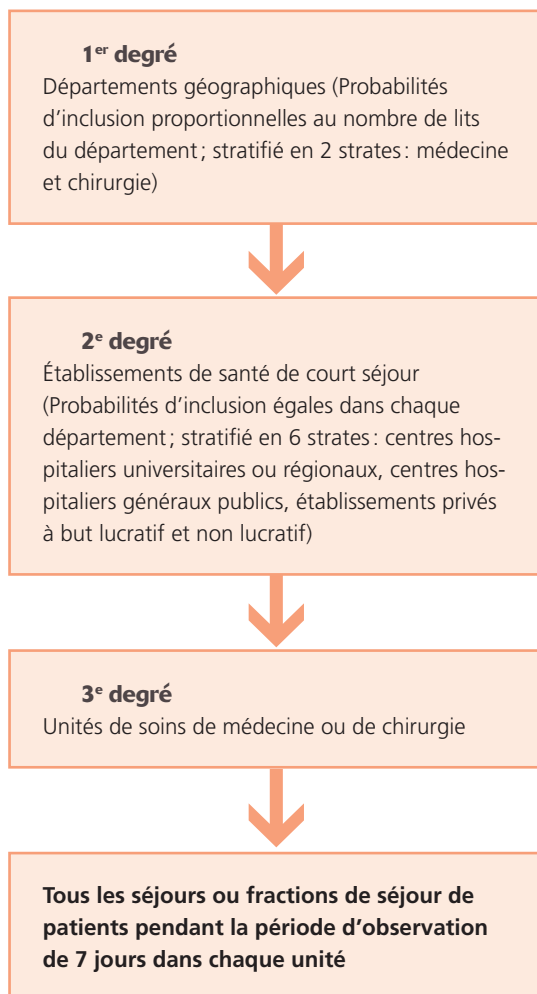 1er degré
Départements géographiques (Probabilités
d’inclusion proportionnelles au nombre de lits
du département ; stratifié en 2 strates : médecine
et chirurgie)
2e degré
Établissements de santé de court séjour
(Probabilités d’inclusion égales dans chaque
département ; stratifié en 6 strates : centres hos-
pitaliers universitaires ou régionaux, centres hos-
pitaliers généraux publics, établissements privés
à but lucratif et non lucratif)
3e degré
Unités de soins de médecine ou de chirurgie
Tous les séjours ou fractions de séjour de
patients pendant la période d’observation
de 7 jours dans chaque unité